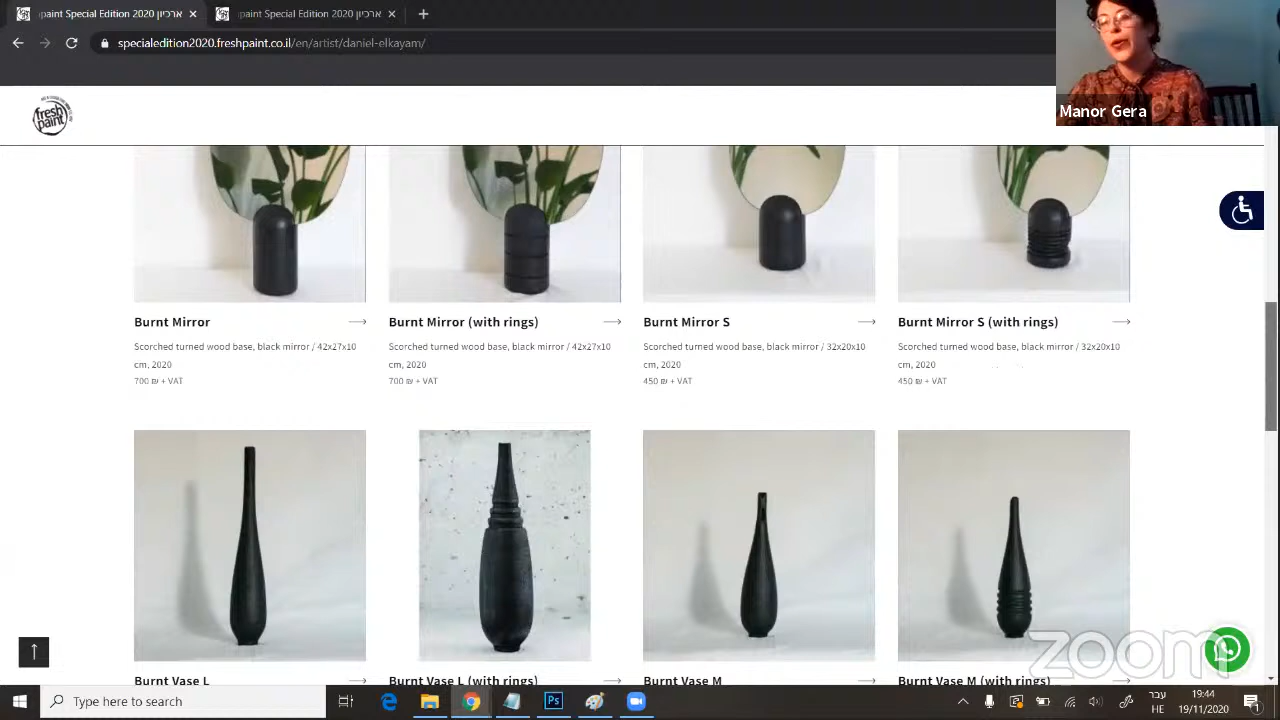 paint Special Edition 2020 ארכיון
paint Special Edition 2020 ארכיון
specialedition2020.freshpaint.co.il/en/artist/daniel-elkayam/
fresh
paint
Manor Gera
Burnt Mirror
Scorched turned wood base, black mirror / 42x27x10
cm, 2020
700 ₪ + VAT
Burnt Mirror (with rings)
Scorched turned wood base, black mirror / 42x27x10
cm, 2020
700 ₪ + VAT
Burnt Mirror S
Scorched turned wood base, black mirror / 32x20x10
cm, 2020
450 ₪ + VAT
Burnt Mirror S (with rings)
Scorched turned wood base, black mirror / 32x20x10
cm, 2020
450 ₪ + VAT
Burnt Vase L
Burnt Vase L (with rings)
Burnt Vase M
Burnt Vase M (with rings)
zoom
Type here to search
Ps
עבר
HE
19:44
19/11/2020